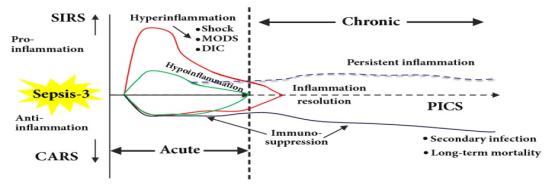 SIRS
Pro-
inflammation
Sepsis-3
Anti-
inflammation
CARS
Hyperinflammation
•Shock
•MODS
•DIC
Hypoinflammation
Acute
Chronic
Persistent inflammation
Inflammation
resolution
PICS
Immuno-
suppression
• Secondary infection
• Long-term mortality